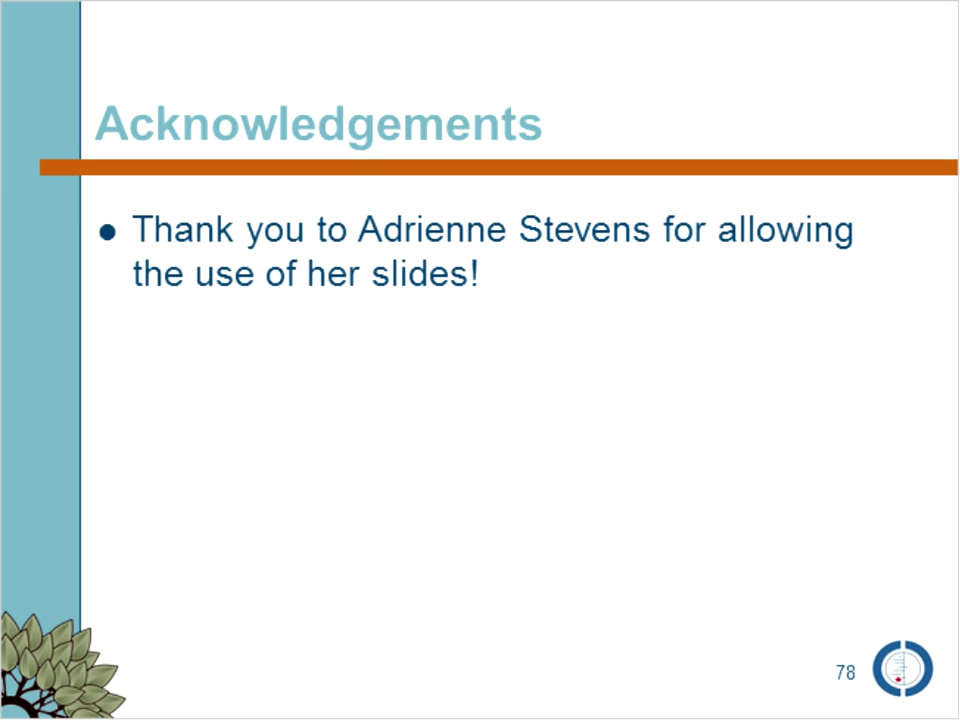 Acknowledgements
● Thank you to Adrienne Stevens for allowing
the use of her slides!
78